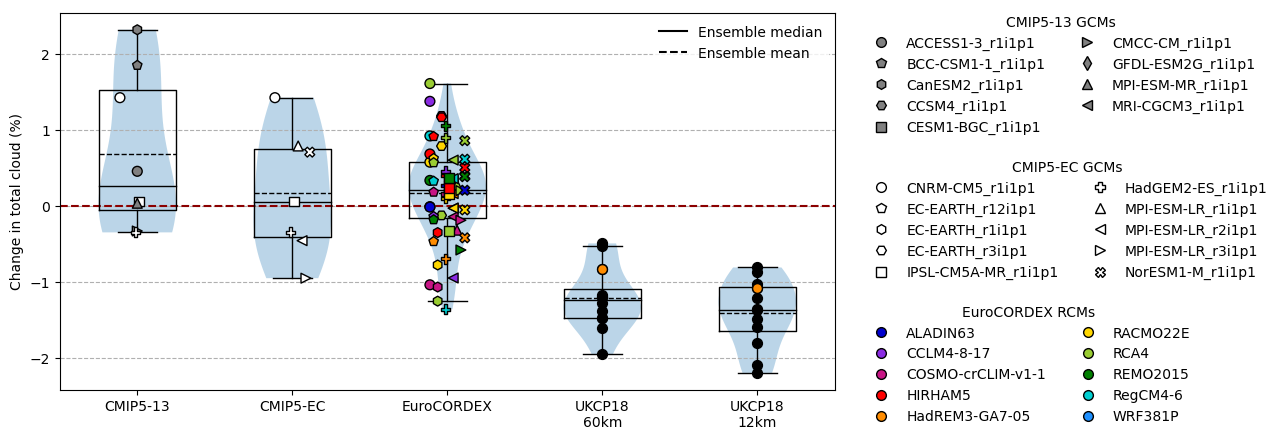 Change in total cloud (%)
2
1
0
−1
−2
Ensemble median
Ensemble mean
CMIP5-13
CMIP5-EC
EuroCORDEX
UKCP18
60km
UKCP18
12km
CMIP5-13 GCMs
ACCESS1-3_r1i1p1
BCC-CSM1-1_r1i1p1
CanESM2_r1i1p1
CCSM4_r1i1p1
CESM1-BGC_r1i1p1
CMCC-CM_r1i1p1
GFDL-ESM2G_r1i1p1
MPI-ESM-MR_r1i1p1
MRI-CGCM3_r1i1p1
CMIP5-EC GCMs
CNRM-CM5_r1i1p1
EC-EARTH_r12i1p1
EC-EARTH_r1i1p1
EC-EARTH_r3i1p1
IPSL-CM5A-MR_r1i1p1
HadGEM2-ES_r1i1p1
MPI-ESM-LR_r1i1p1
MPI-ESM-LR_r2i1p1
MPI-ESM-LR_r3i1p1
NorESM1-M_r1i1p1
EuroCORDEX RCMs
ALADIN63
CCLM4-8-17
COSMO-crCLIM-v1-1
HIRHAM5
HadREM3-GA7-05
RACMO22E
RCA4
REMO2015
RegCM4-6
WRF381P